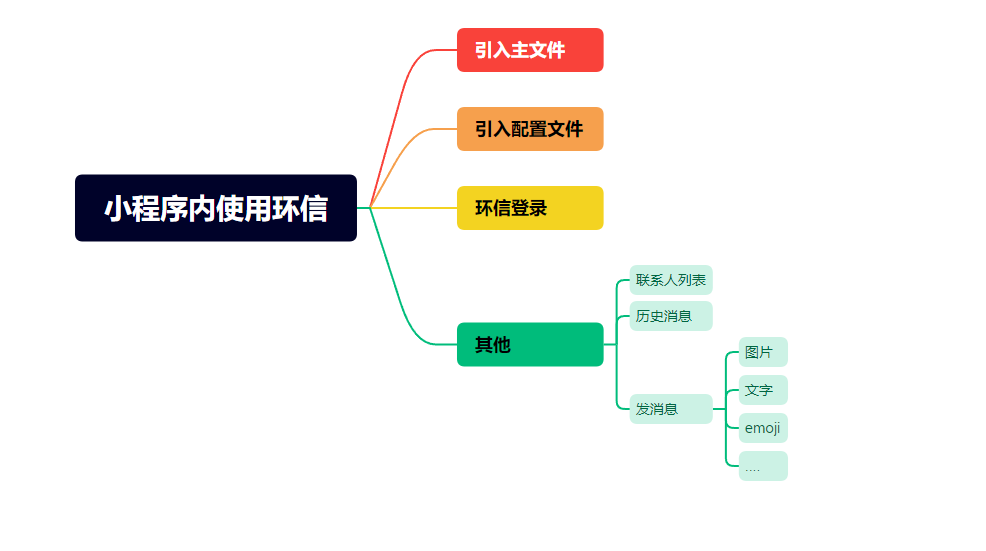 小程序内使用环信
引入主文件
引入配置文件
环信登录
其他
联系人列表
历史消息
发消息
图片
文字
emoji
....